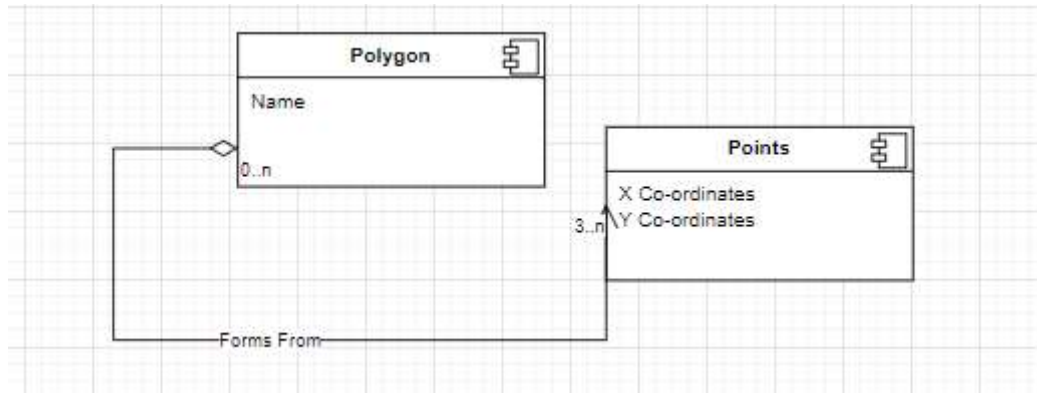 Polygon
Name
0..n
Points
X Co-ordinates
Y Co-ordinates
3..n
Forms From